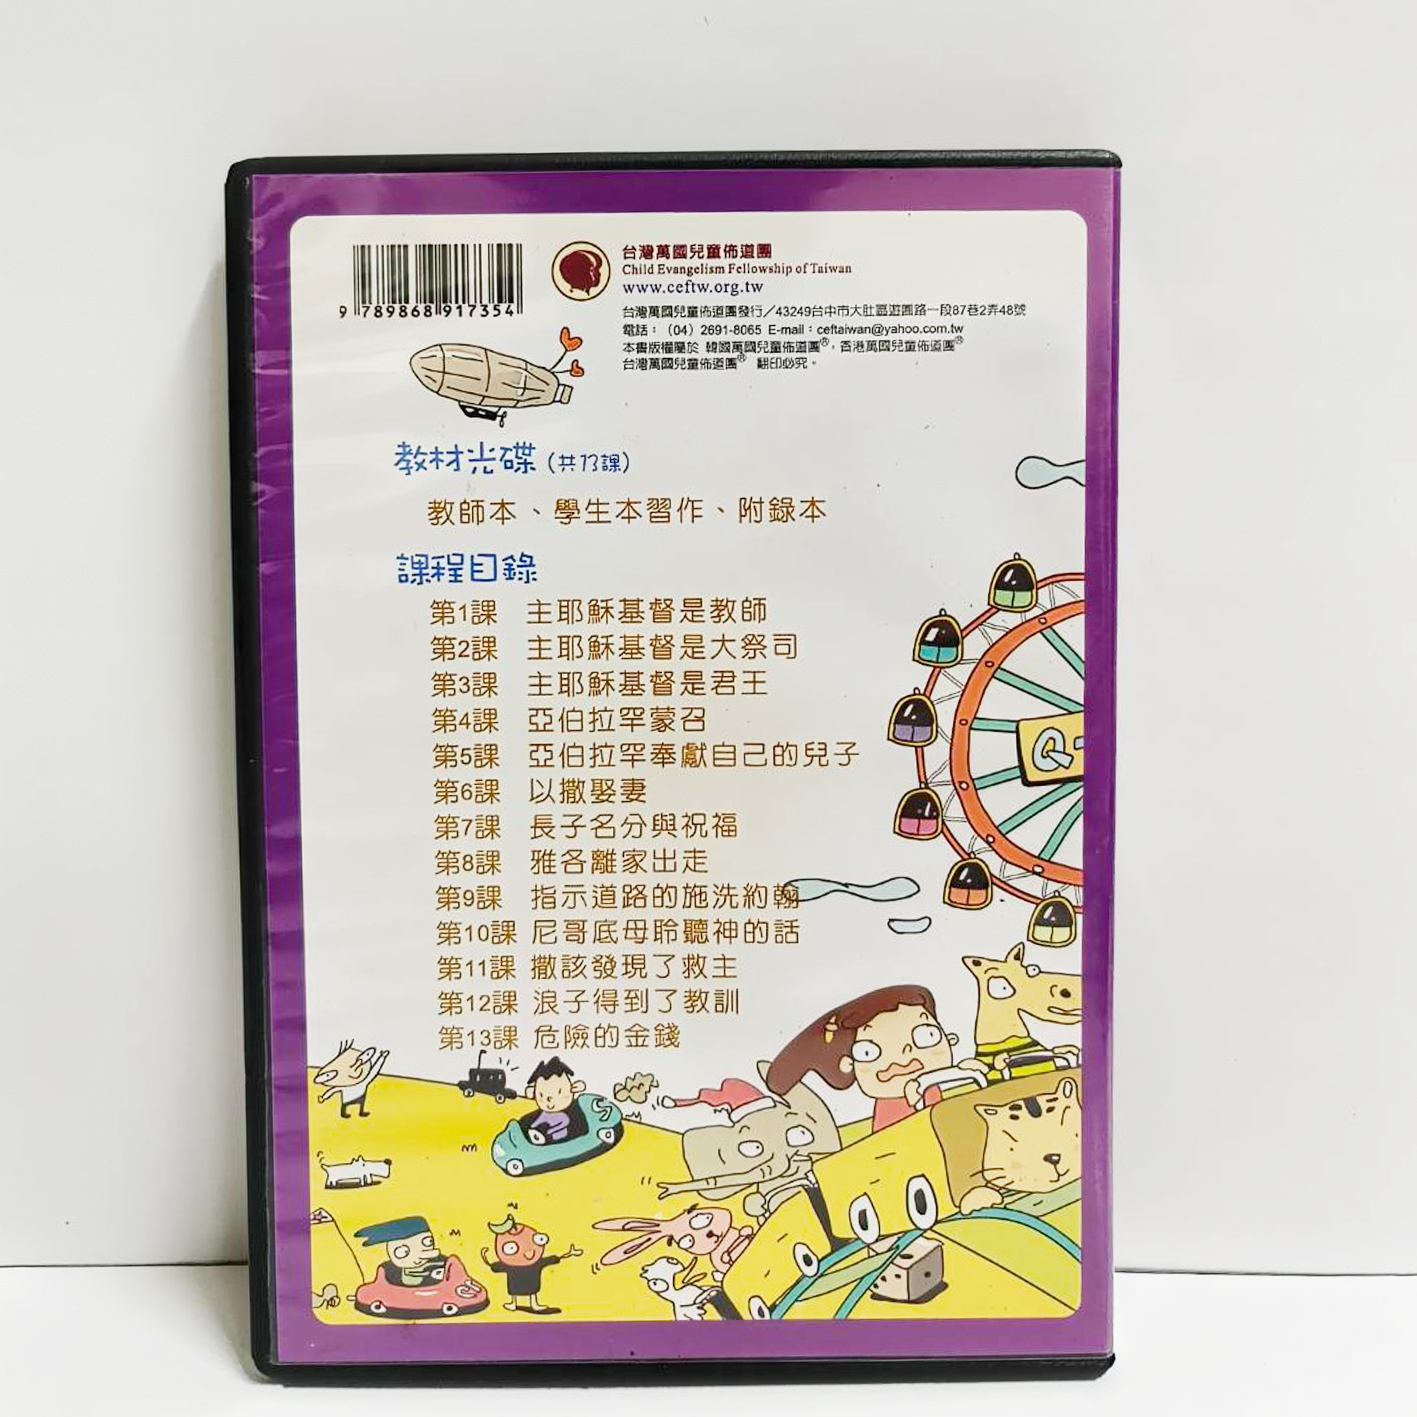 9 789868 917354
台灣萬國兒童佈道團
Child Evangelism Fellowship of Taiwan
www.ceftw.org.tw
台灣萬國兒童佈道團發行／43249台中市大肚區遊園路一段87巷2弄48號
電話：（04）2691-8065 E-mail：ceftaiwan@yahoo.com.tw
本書版權屬於 韓國萬國兒童佈道團®，香港萬國兒童佈道團®
台灣萬國兒童佈道團® 翻印必究。
教材光碟（共13課）
教師本、學生本習作、附錄本
課程目錄
第1課 主耶穌基督是教師
第2課 主耶穌基督是大祭司
第3課 主耶穌基督是君王
第4課 亞伯拉罕蒙召
第5課 亞伯拉罕奉獻自己的兒子
第6課 以撒娶妻
第7課 長子名分與祝福
第8課 雅各離家出走
第9課 指示道路的施洗約翰
第10課 尼哥底母聆聽神的話
第11課 撒該發現了救主
第12課 浪子得到了教訓
第13課 危險的金錢